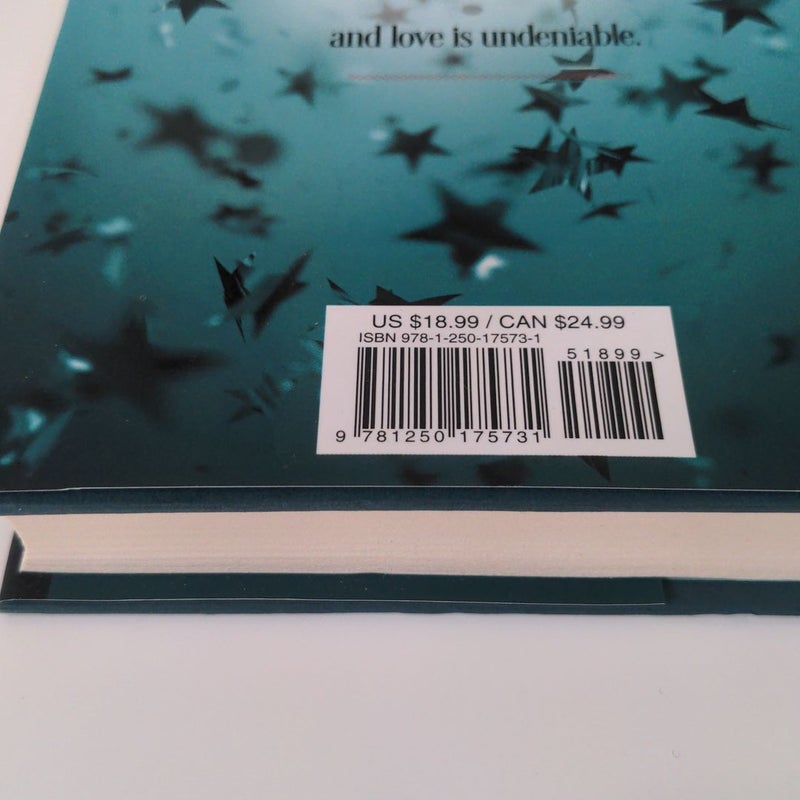 and love is undeniable.
US $18.99 / CAN $24.99
ISBN 978-1-250-17573-1
51899 >
9 781250 175731